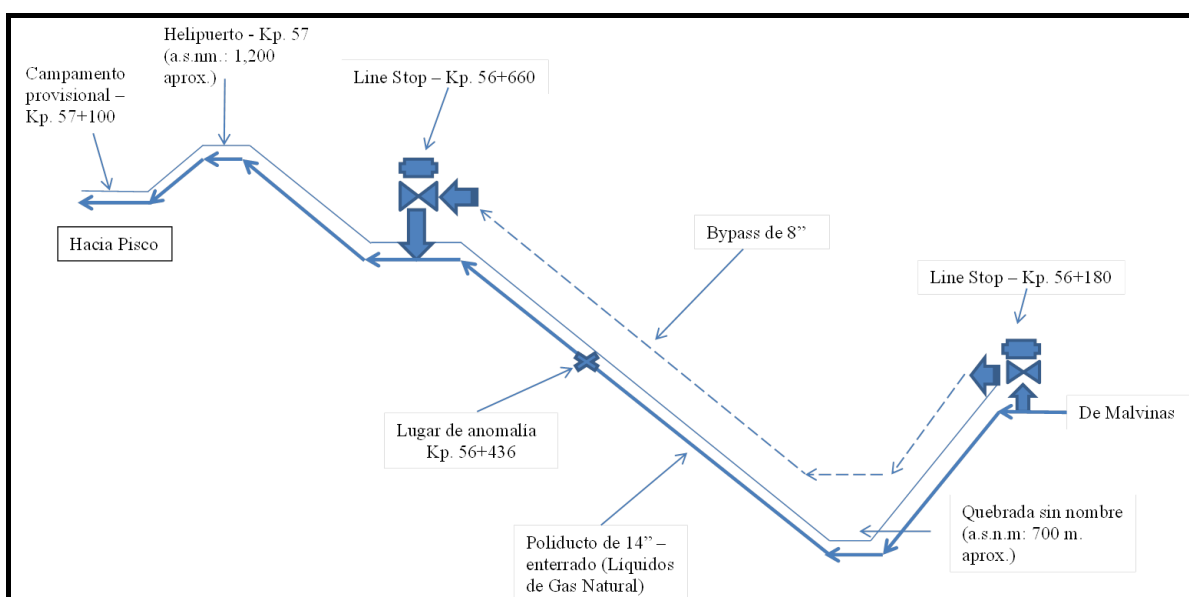 Helipuerto - Kp. 57
(a.s.nm.: 1,200
aprox.)
Campamento
provisional –
Kp. 57+100
Line Stop – Kp. 56+660
Hacia Pisco
Bypass de 8”
Line Stop – Kp. 56+180
De Malvinas
Lugar de anomalía
Kp. 56+436
Quebrada sin nombre
(a.s.n.m: 700 m.
aprox.)
Poliducto de 14” –
enterrado (Líquidos
de Gas Natural)